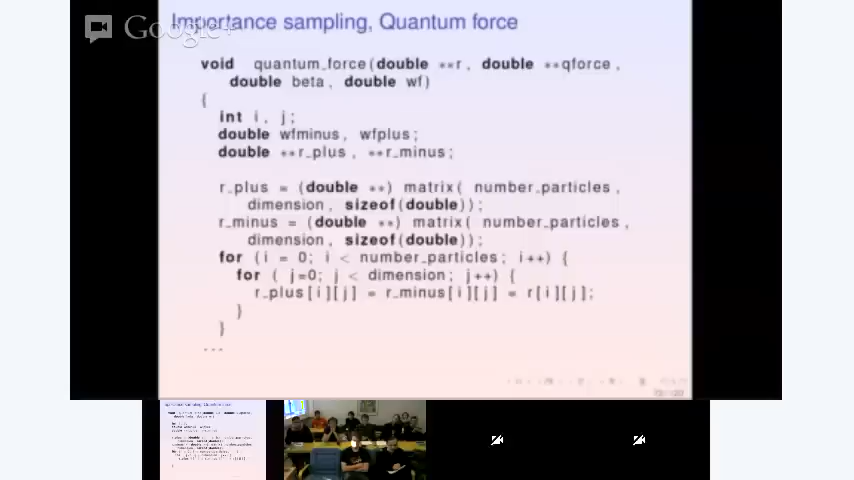 Google+
Importance sampling, Quantum force
void quantum_force(double **r, double **qforce,
double beta, double wf)
{
int i, j;
double wfminus, wfplus;
double **r_plus, **r_minus;
r_plus = (double **) matrix( number_particles,
dimension, sizeof(double));
r_minus = (double **) matrix( number_particles,
dimension, sizeof(double));
for (i = 0; i < number_particles; i++) {
for ( j=0; j < dimension; j++) {
r_plus[i][j] = r_minus[i][j] = r[i][j];
}
}
...